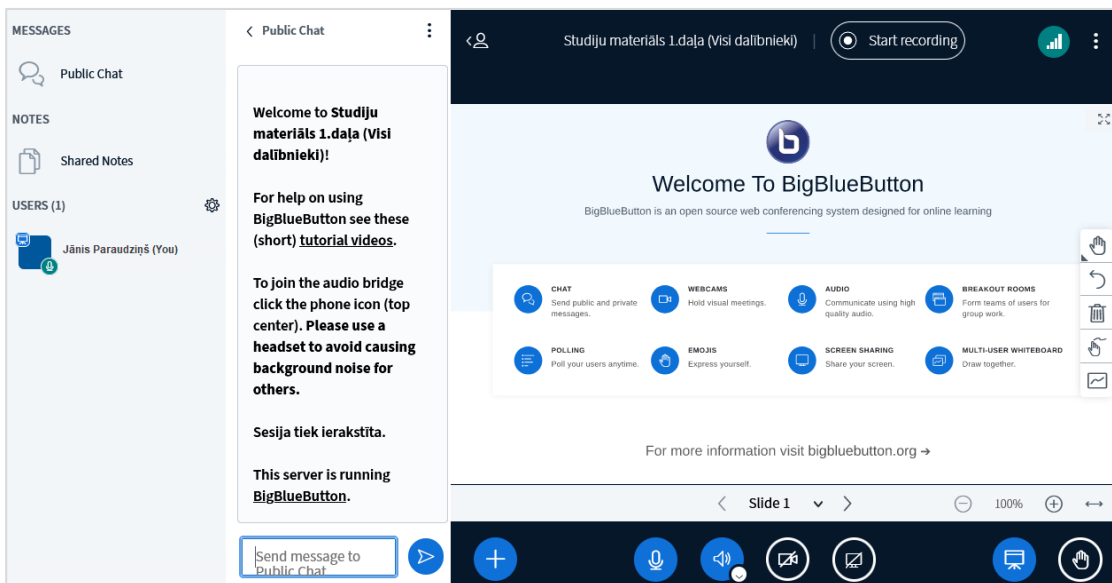 MESSAGES
Public Chat
NOTES
Shared Notes
USERS (1)
Jānis Paraudziņš (You)
Public Chat
Welcome to Studiju
materiāls 1.daļa (Visi
dalībnieki)!
For help on using
BigBlueButton see these
(short) tutorial videos.
To join the audio bridge
click the phone icon (top
center). Please use a
headset to avoid causing
background noise for
others.
Sesija tiek ierakstīta.
This server is running
BigBlueButton.
Send message to
Public Chat
Studiju materiāls 1.daļa (Visi dalībnieki)
Start recording
Welcome To BigBlueButton
BigBlueButton is an open source web conferencing system designed for online learning
CHAT
Send public and private
messages.
WEBCAMS
Hold visual meetings.
AUDIO
Communicate using high
quality audio.
BREAKOUT ROOMS
Form teams of users for
group work.
POLLING
Poll your users anytime.
EMOJIS
Express yourself.
SCREEN SHARING
Share your screen.
MULTI-USER WHITEBOARD
Draw together.
For more information visit bigbluebutton.org →
Slide 1
100%